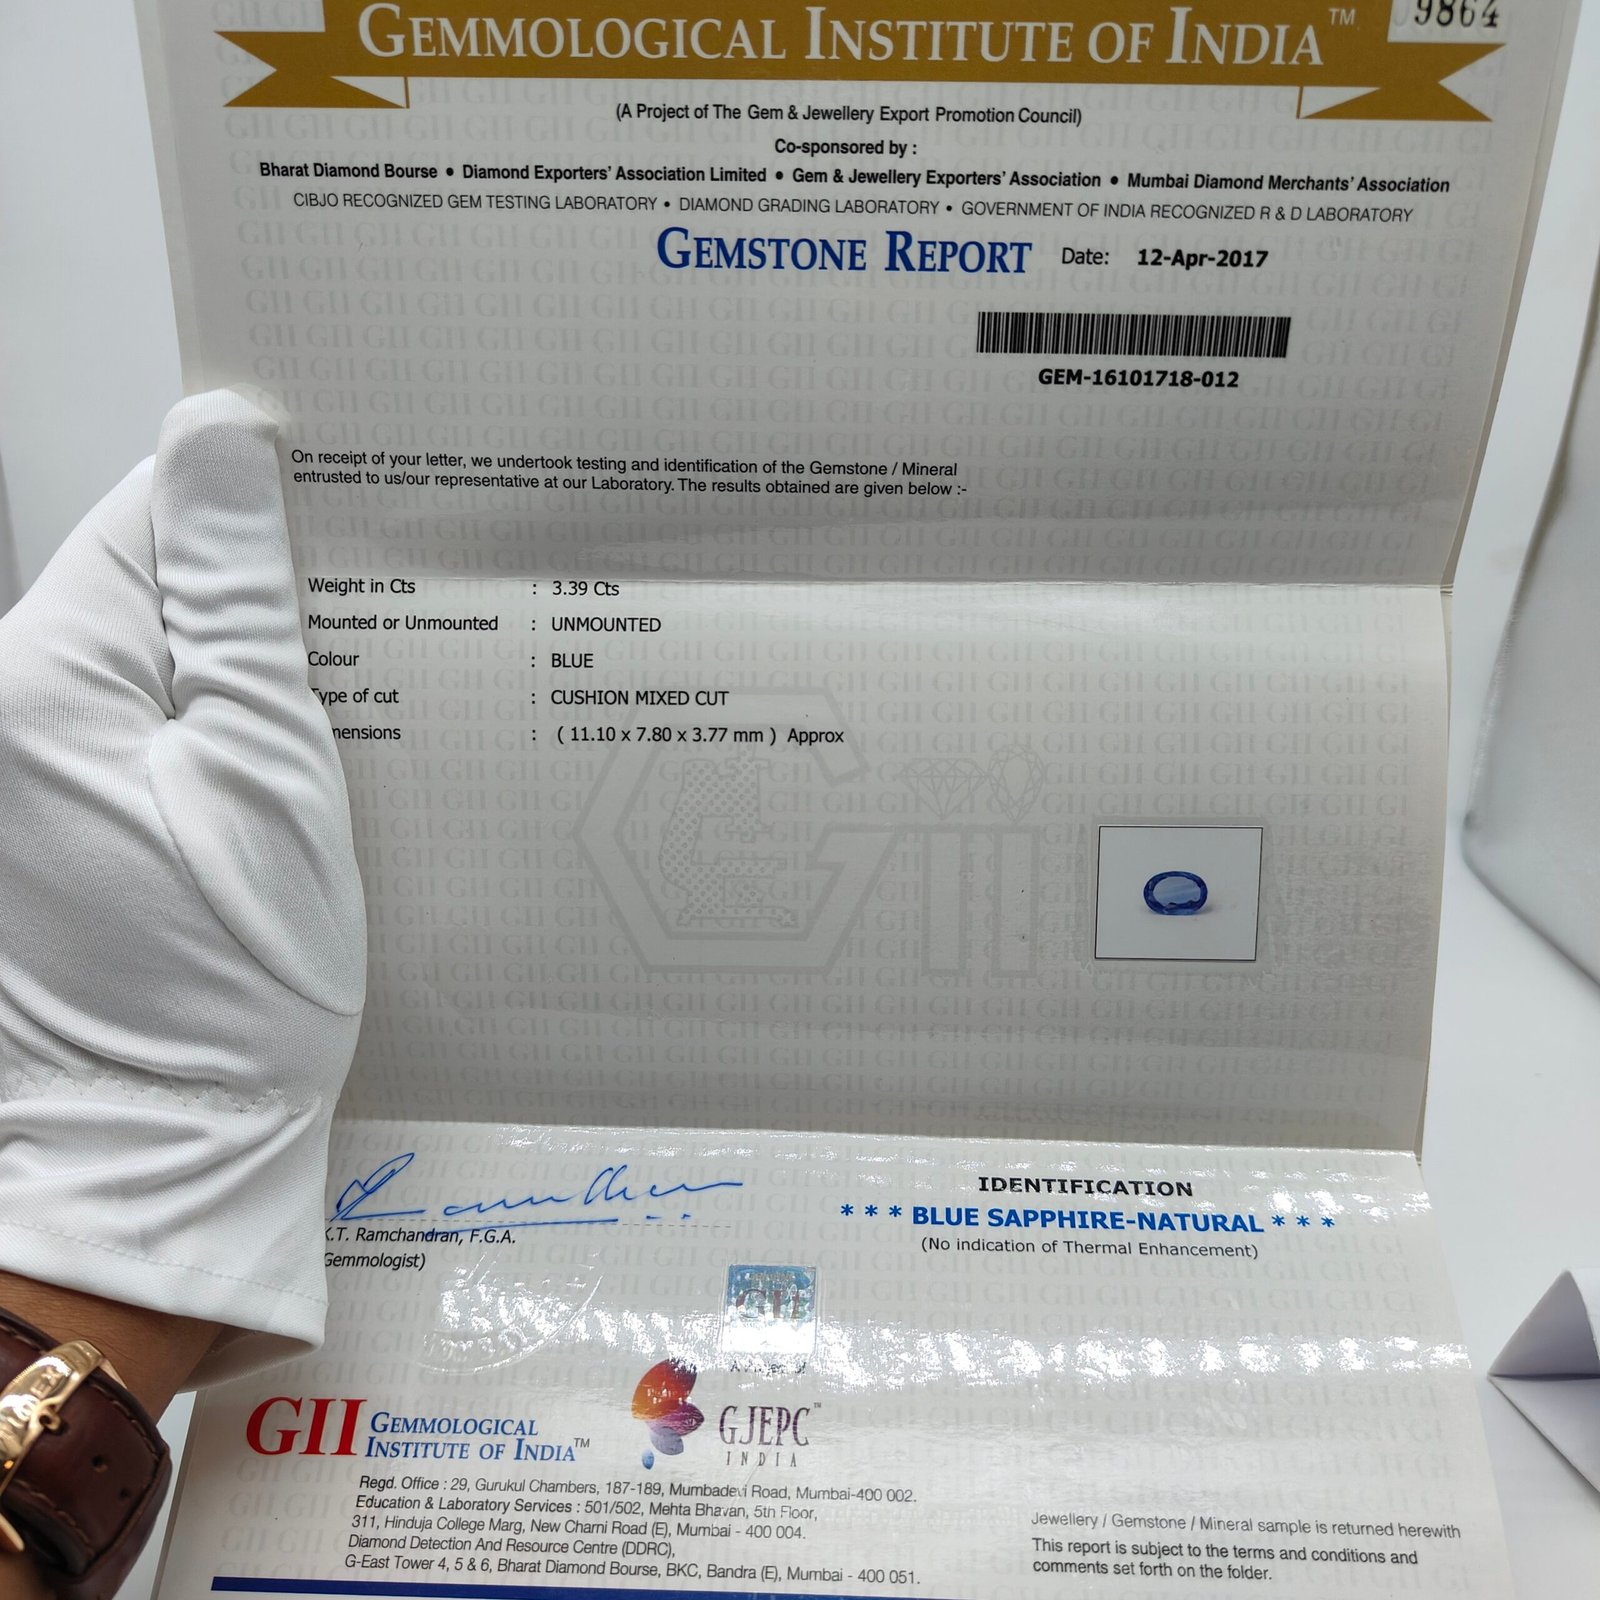 GEMMOLOGICAL INSTITUTE OF INDIA™
9864
(A Project of The Gem & Jewellery Export Promotion Council)
Co-sponsored by :
Bharat Diamond Bourse • Diamond Exporters' Association Limited • Gem & Jewellery Exporters' Association • Mumbai Diamond Merchants' Association
CIBJO RECOGNIZED GEM TESTING LABORATORY • DIAMOND GRADING LABORATORY • GOVERNMENT OF INDIA RECOGNIZED R & D LABORATORY
GEMSTONE REPORT Date: 12-Apr-2017
GEM-16101718-012
On receipt of your letter, we undertook testing and identification of the Gemstone / Mineral
entrusted to us/our representative at our Laboratory. The results obtained are given below :-
Weight in Cts : 3.39 Cts
Mounted or Unmounted : UNMOUNTED
Colour : BLUE
Type of cut : CUSHION MIXED CUT
mensions : ( 11.10 x 7.80 x 3.77 mm ) Approx
GII
IDENTIFICATION
* * * BLUE SAPPHIRE-NATURAL * * *
(No indication of Thermal Enhancement)
K.T. Ramchandran, F.G.A.
Gemmologist)
GII
GII GEMMOLOGICAL
INSTITUTE OF INDIA™
GJEPC™
INDIA
Regd. Office : 29, Gurukul Chambers, 187-189, Mumbadevi Road, Mumbai-400 002.
Education & Laboratory Services : 501/502, Mehta Bhavan, 5th Floor,
311, Hinduja College Marg, New Charni Road (E), Mumbai - 400 004.
Diamond Detection And Resource Centre (DDRC),
G-East Tower 4, 5 & 6, Bharat Diamond Bourse, BKC, Bandra (E), Mumbai - 400 051.
Jewellery / Gemstone / Mineral sample is returned herewith
This report is subject to the terms and conditions and
comments set forth on the folder.